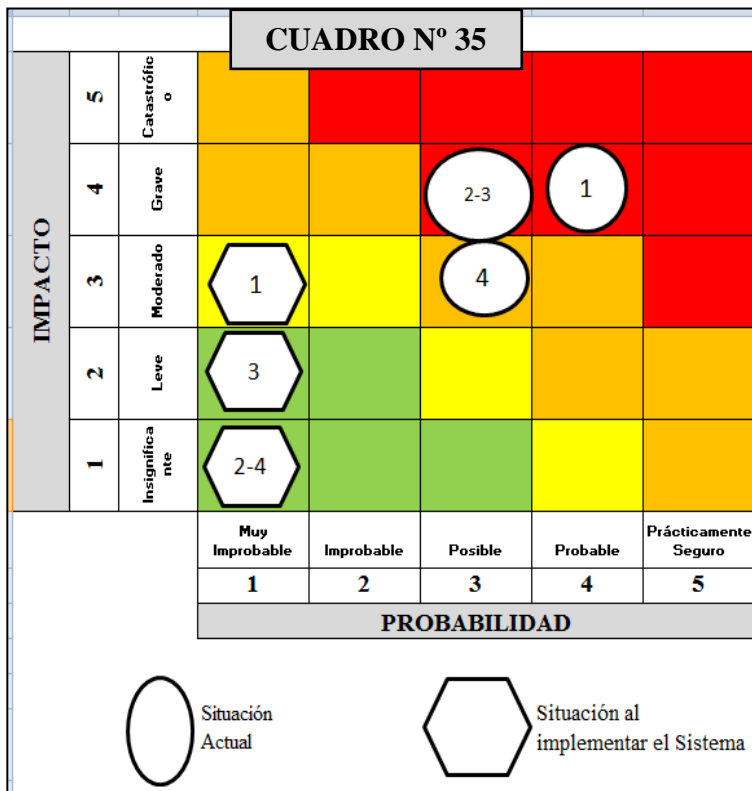 CUADRO Nº 35
IMPACTO
5
Catastrófic
o
4
Grave
2-3
1
3
Moderado
1
4
2
Leve
3
1
Insignifica
nte
2-4
Muy
Improbable
Improbable
Posible
Probable
Prácticamente
Seguro
1
2
3
4
5
PROBABILIDAD
Situación
Actual
Situación al
implementar el Sistema